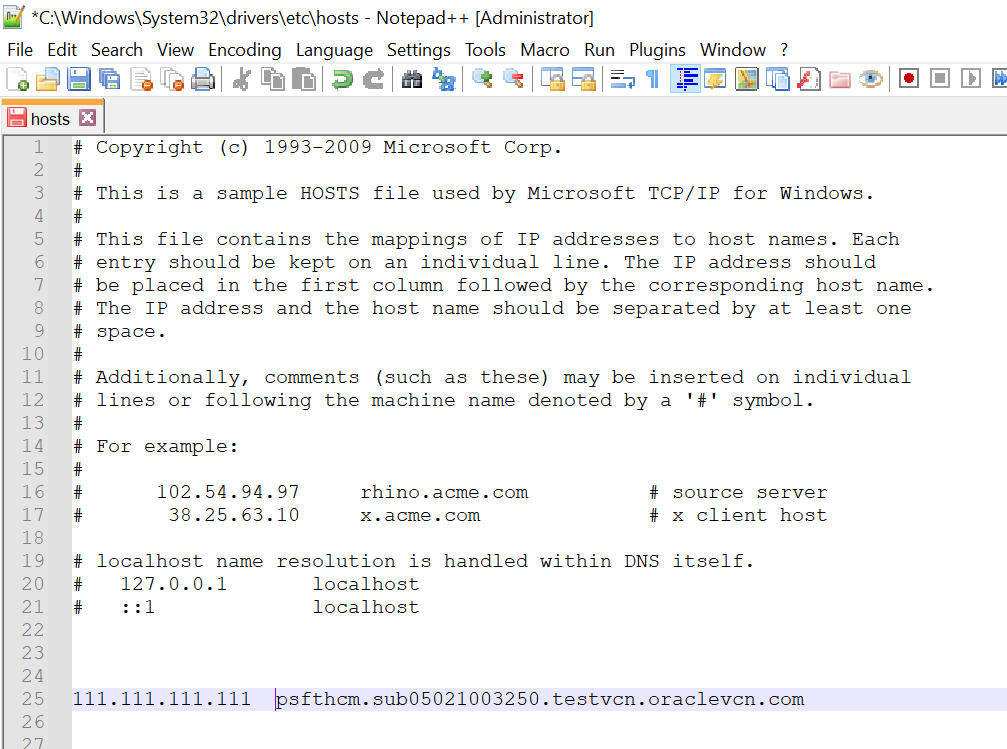 *C:\Windows\System32\drivers\etc\hosts - Notepad++ [Administrator]
File Edit Search View Encoding Language Settings Tools Macro Run Plugins Window ?
hosts
1 # Copyright (c) 1993-2009 Microsoft Corp.
2 #
3 # This is a sample HOSTS file used by Microsoft TCP/IP for Windows.
4 #
5 # This file contains the mappings of IP addresses to host names. Each
6 # entry should be kept on an individual line. The IP address should
7 # be placed in the first column followed by the corresponding host name.
8 # The IP address and the host name should be separated by at least one
9 # space.
10 #
11 # Additionally, comments (such as these) may be inserted on individual
12 # lines or following the machine name denoted by a '#' symbol.
13 #
14 # For example:
15 #
16 #      102.54.94.97     rhino.acme.com          # source server
17 #       38.25.63.10     x.acme.com              # x client host
18
19 # localhost name resolution is handled within DNS itself.
20 #   127.0.0.1       localhost
21 #   ::1             localhost
22
23
24
25 111.111.111.111  psfthcm.sub05021003250.testvcn.oraclevcn.com
26
27